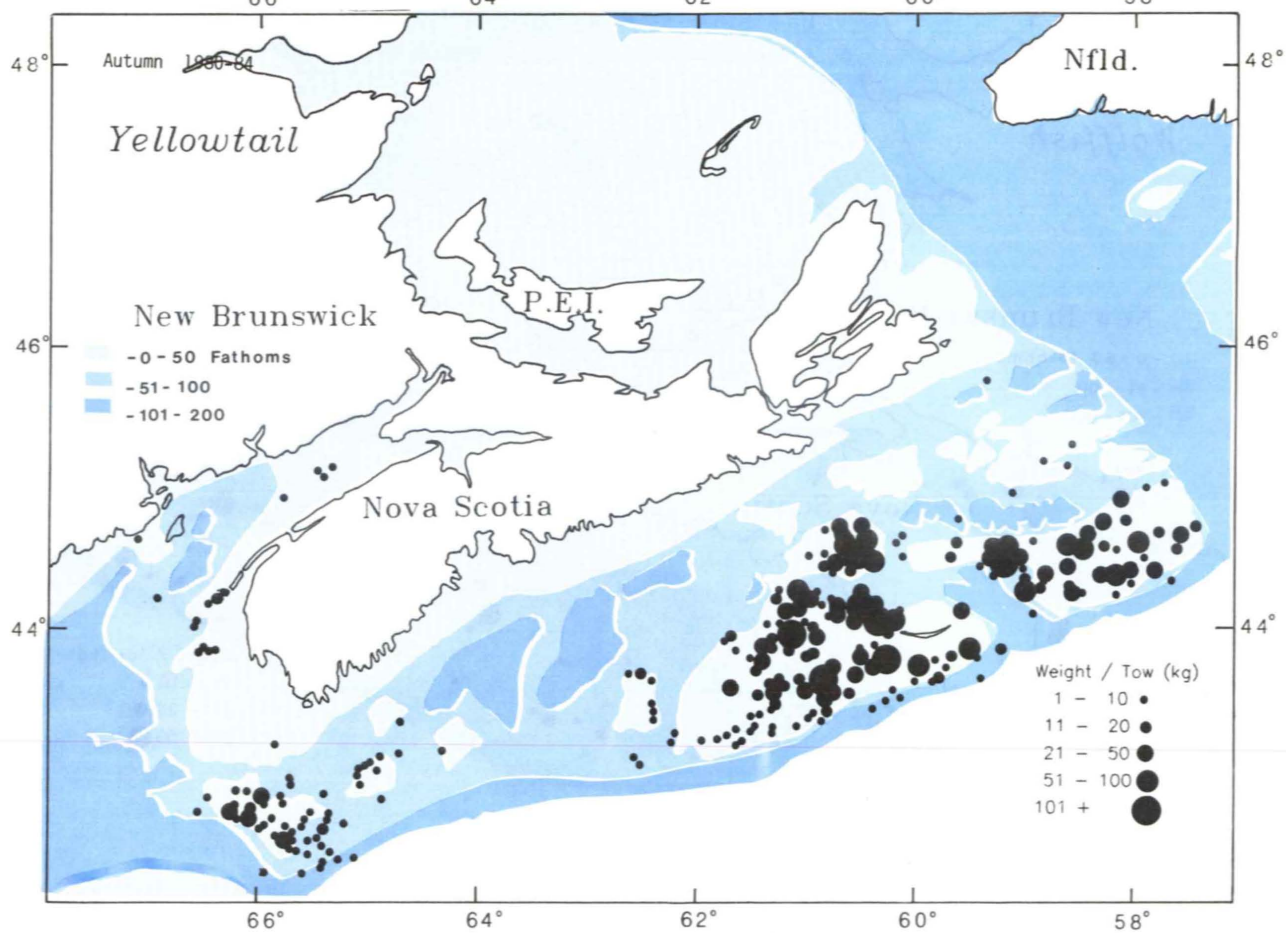 48°
Autumn 1980-84
Nfld.
48°
Yellowtail
P.E.I.
New Brunswick
46°
-0-50 Fathoms
46°
-51-100
-101-200
Nova Scotia
44°
44°
Weight / Tow (kg)
1 - 10
11 - 20
21 - 50
51 - 100
101 +
66°
64°
62°
60°
58°